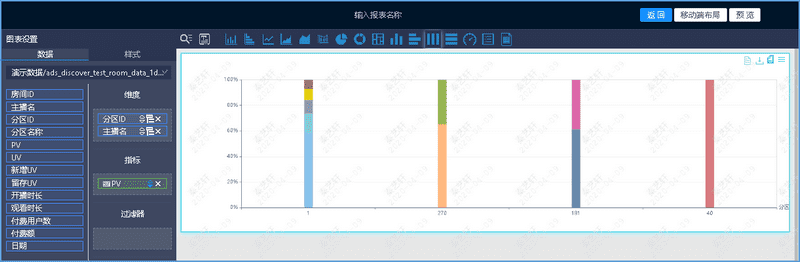 输入报表名称
返回
移动端布局
预览
图表设置
数据
样式
演示数据/ads_discover_test_room_data_1d...
房间ID
主播名
分区ID
分区名称
PV
UV
新增UV
留存UV
开播时长
观看时长
付费用户数
付费额
日期
维度
分区ID
主播名
指标
PV
过滤器
100%
80%
60%
40%
20%
0%
1
272
181
40
分区